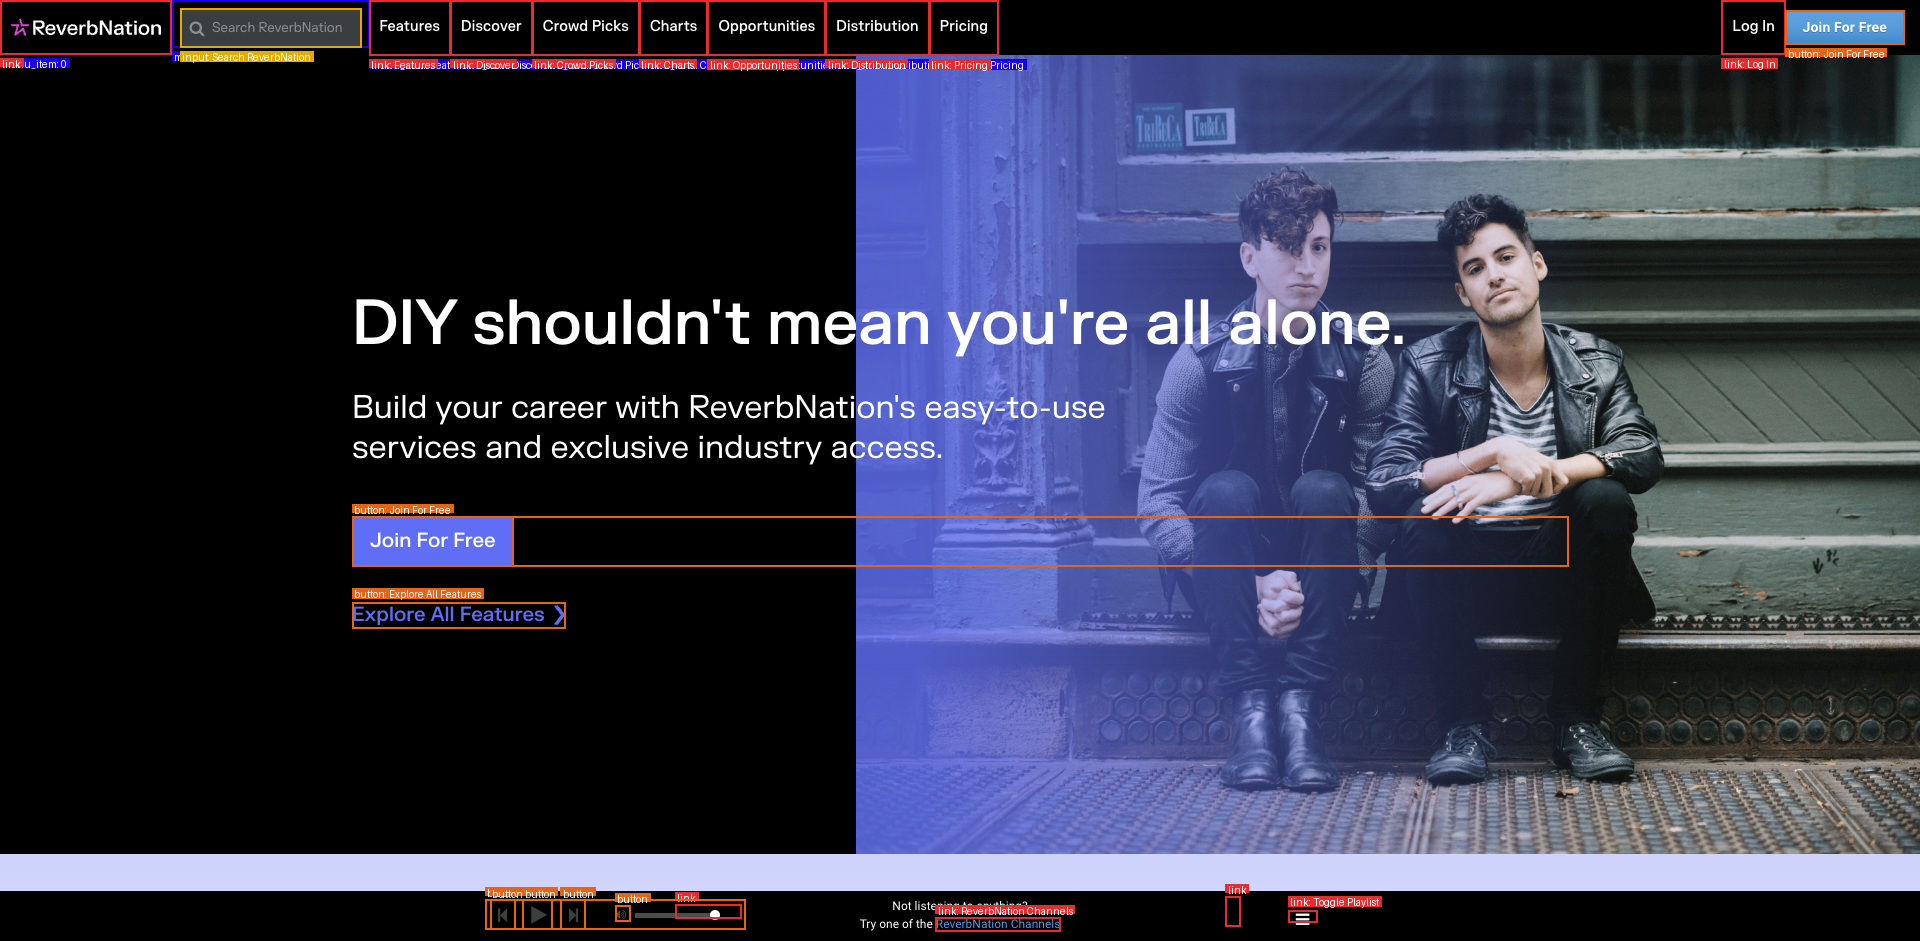 ReverbNation
Search ReverbNation
Features
Discover
Crowd Picks
Charts
Opportunities
Distribution
Pricing
Log In
Join For Free
link
u_item: 0
input: Search ReverbNation
link: Features
link: Discover
link: Crowd Picks
link: Charts
link: Opportunities
link: Distribution
link: Pricing
Pricing
link: Log In
button: Join For Free
TRIBECA
TRIBECA
DIY shouldn't mean you're all alone.
Build your career with ReverbNation's easy-to-use
services and exclusive industry access.
button: Join For Free
Join For Free
button: Explore All Features
Explore All Features ❯
button
button
button
button
link
Not listening to anything?
link: ReverbNation Channels
Try one of the ReverbNation Channels
link
link: Toggle Playlist